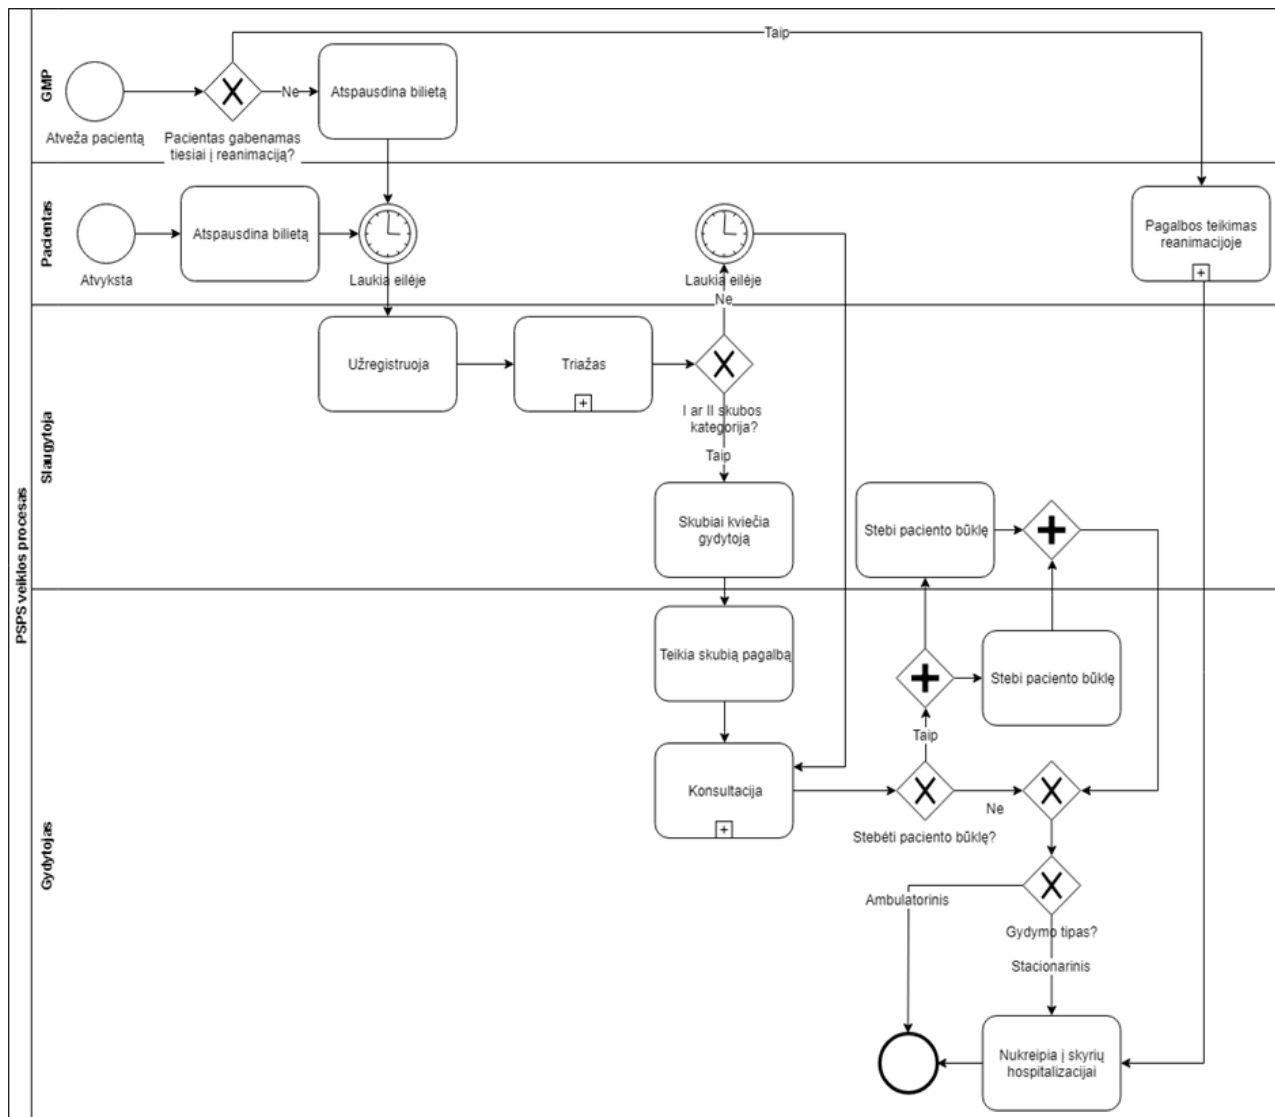 PSPS veiklos procesas
GMP
Atveža pacientą
Pacientas gabenamas
tiesiai į reanimaciją?
Taip
Ne
Atspausdina bilietą
Pacientas
Atvyksta
Atspausdina bilietą
Laukia eilėje
Laukia eilėje
Pagalbos teikimas
reanimacijoje
Slaugytoja
Užregistruoja
Triažas
Ne
I ar II skubos
kategorija?
Taip
Skubiai kviečia
gydytoją
Stebi paciento būklę
Gydytojas
Teikia skubią pagalbą
Stebi paciento būklę
Taip
Konsultacija
Ne
Stebėti paciento būklę?
Ambulatorinis
Gydymo tipas?
Stacionarinis
Nukreipia į skyrių
hospitalizacijai